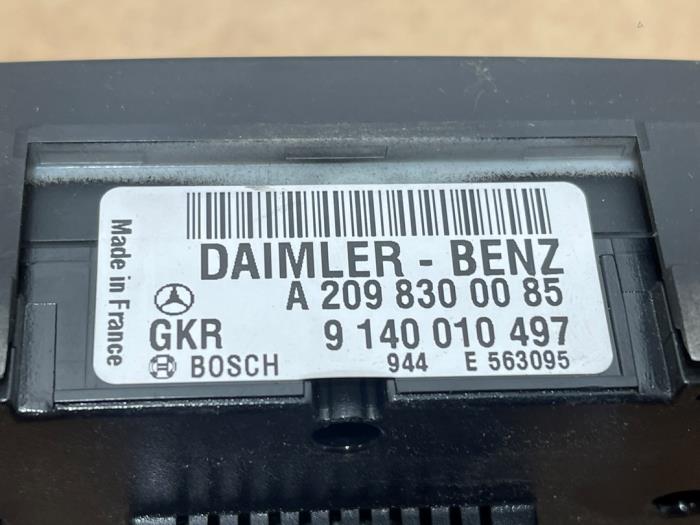 Made in France
DAIMLER - BENZ
A 209 830 00 85
GKR 9 140 010 497
BOSCH 944 E 563095